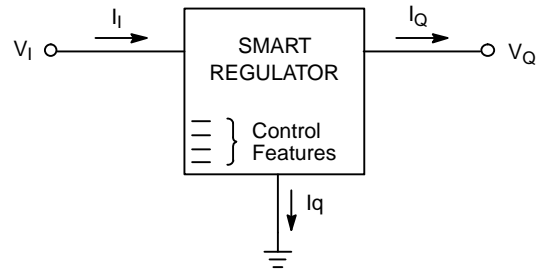 I_I
I_Q
V_I
SMART
REGULATOR
V_Q
Control
Features
Iq